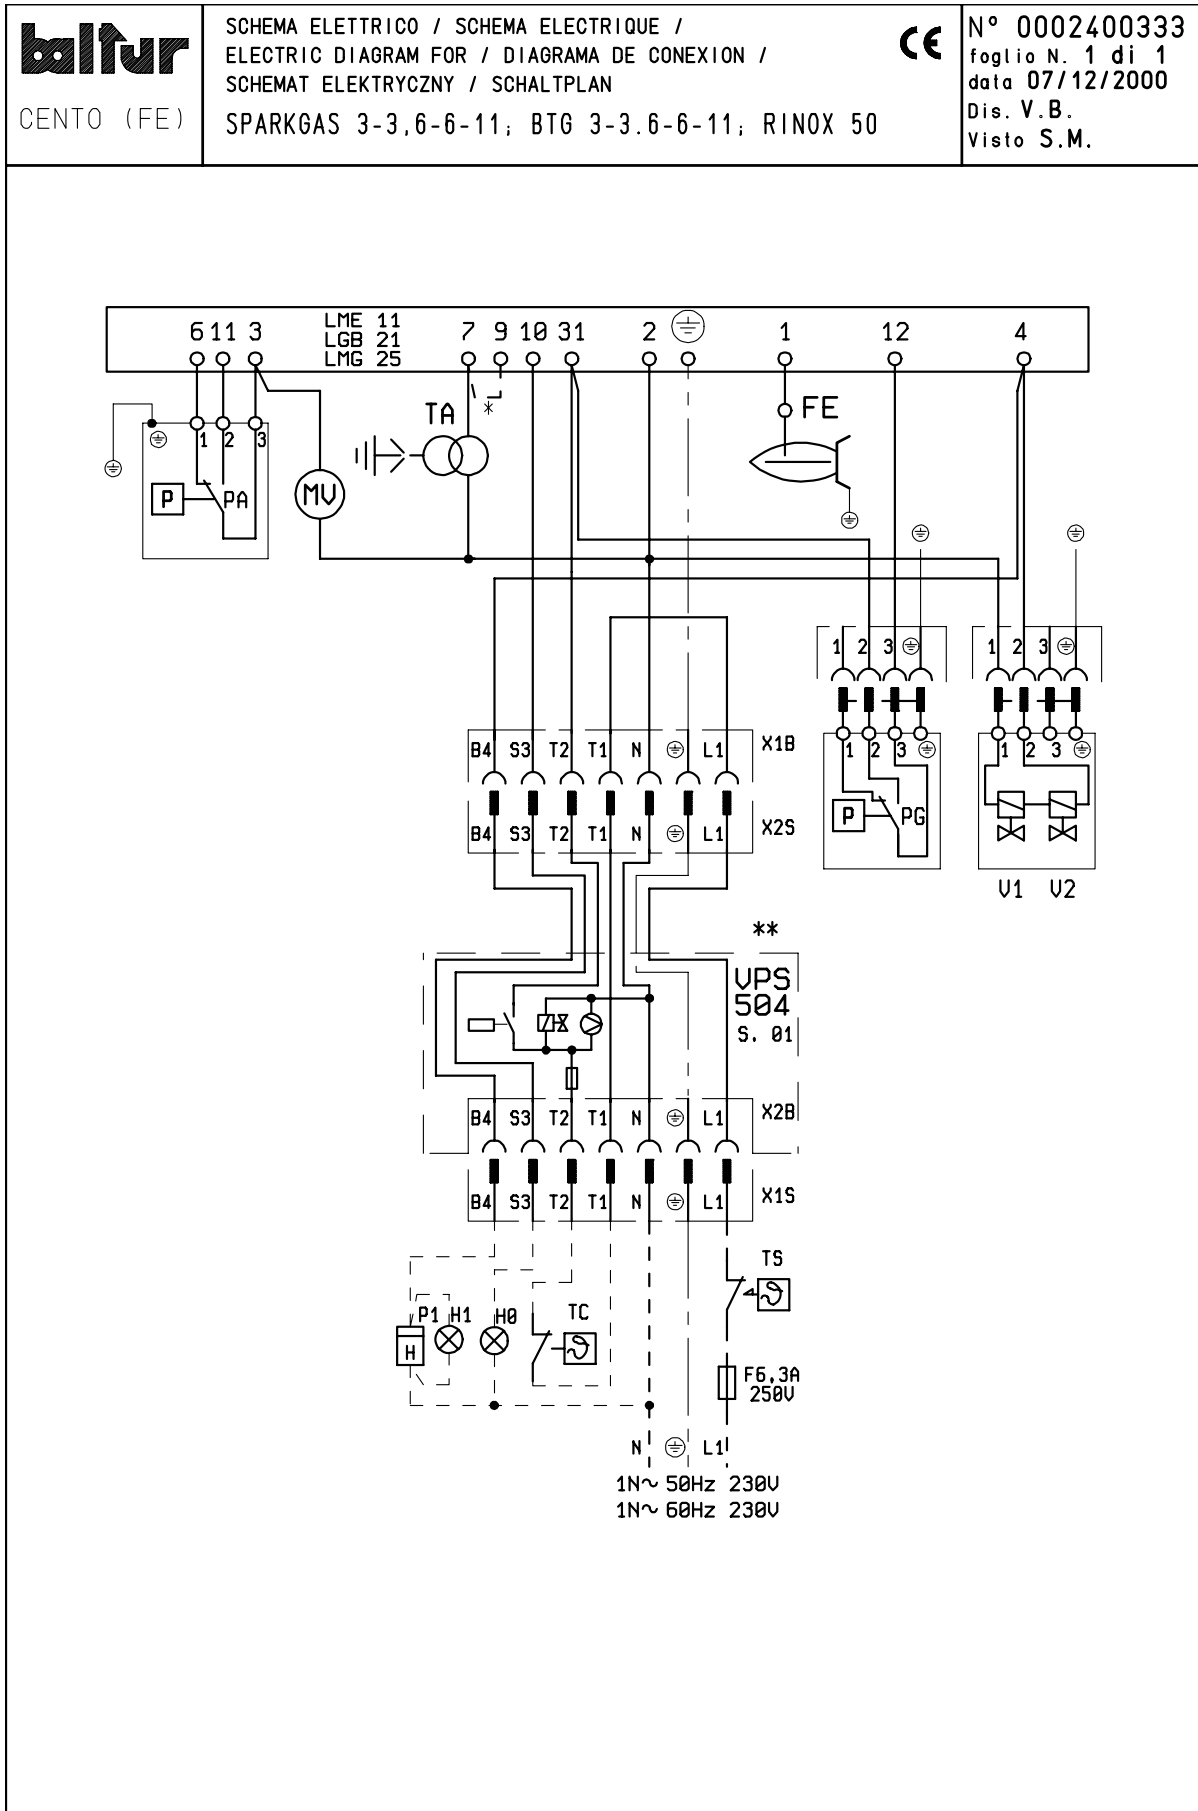 baltur
CENTO (FE)
SCHEMA ELETTRICO / SCHEMA ELECTRIQUE /
ELECTRIC DIAGRAM FOR / DIAGRAMA DE CONEXION /
SCHEMAT ELEKTRYCZNY / SCHALTPLAN
SPARKGAS 3-3,6-6-11; BTG 3-3.6-6-11; RINOX 50
CE
N° 0002400333
foglio N. 1 di 1
data 07/12/2000
Dis. V.B.
Visto S.M.
6 11 3
LME 11
LGB 21
LMG 25
7 9 10 31 2 1 12 4
*
TA
FE
1 2 3
P
PA
MV
1 2 3
1 2 3
1 2 3
1 2 3
P
PG
V1 V2
B4 S3 T2 T1 N L1
X1B
B4 S3 T2 T1 N L1
X2S
**
VPS
504
S. 01
B4 S3 T2 T1 N L1
X2B
B4 S3 T2 T1 N L1
X1S
TS
P1 H1 H0
TC
H
F6,3A
250V
N L1
1N~ 50Hz 230V
1N~ 60Hz 230V